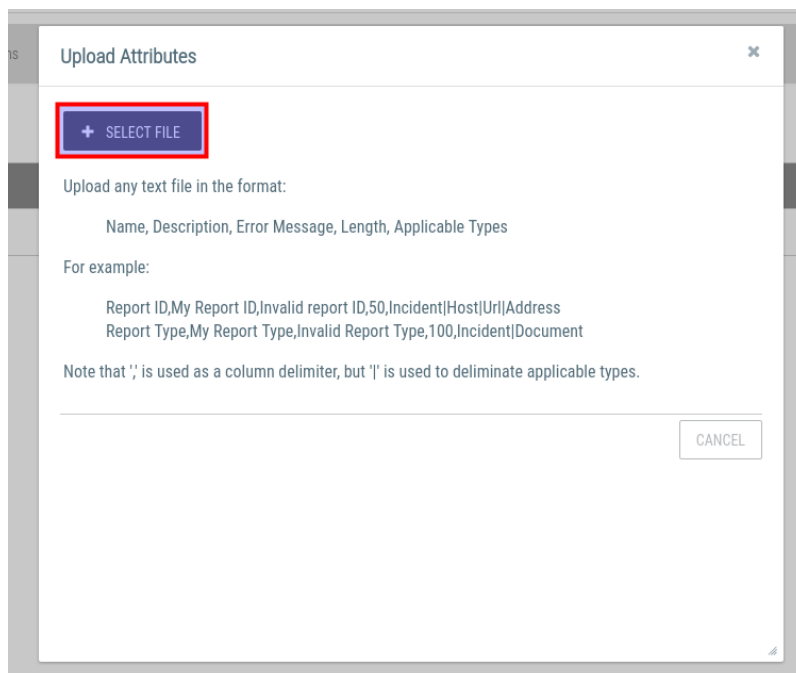 Upload Attributes
SELECT FILE
Upload any text file in the format:
Name, Description, Error Message, Length, Applicable Types
For example:
Report ID,My Report ID,Invalid report ID,50,Incident|Host|Url|Address
Report Type,My Report Type,Invalid Report Type,100,Incident|Document
Note that ',' is used as a column delimiter, but '|' is used to deliminate applicable types.
CANCEL